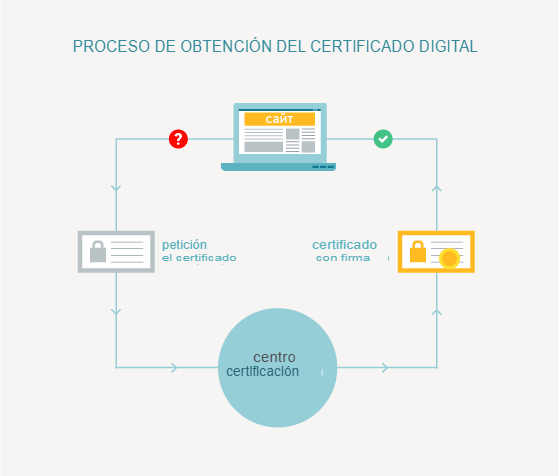 PROCESO DE OBTENCIÓN DEL CERTIFICADO DIGITAL
сайт
?
petición
el certificado
certificado
con firma
centro
certificación